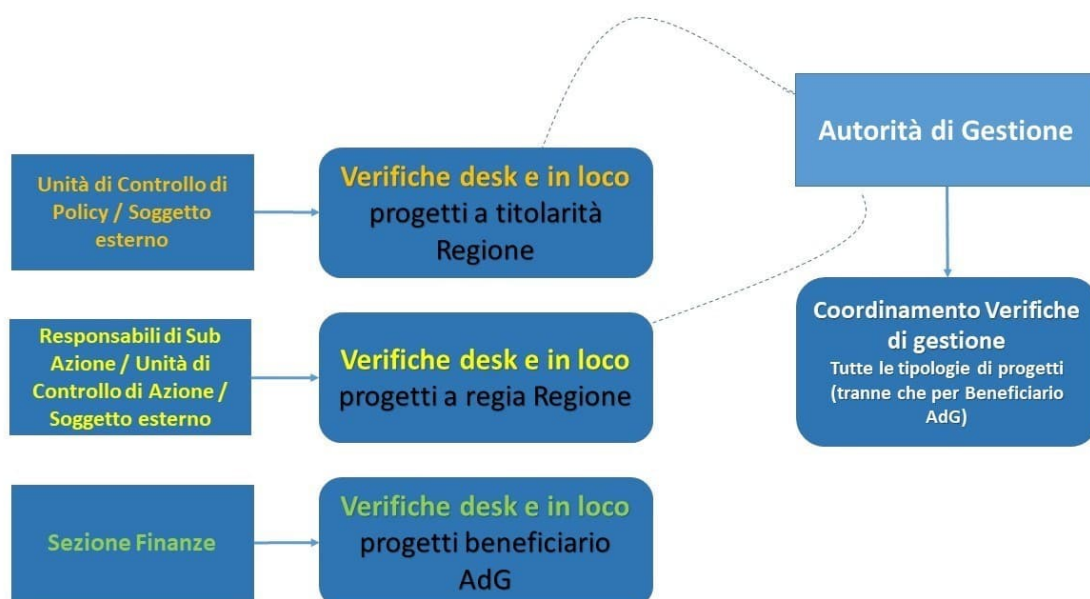 Unità di Controllo di
Policy / Soggetto
esterno
Verifiche desk e in loco
progetti a titolarità
Regione
Responsabili di Sub
Azione / Unità di
Controllo di Azione /
Soggetto esterno
Verifiche desk e in loco
progetti a regia Regione
Sezione Finanze
Verifiche desk e in loco
progetti beneficiario
AdG
Autorità di Gestione
Coordinamento Verifiche
di gestione
Tutte le tipologie di progetti
(tranne che per Beneficiario
AdG)